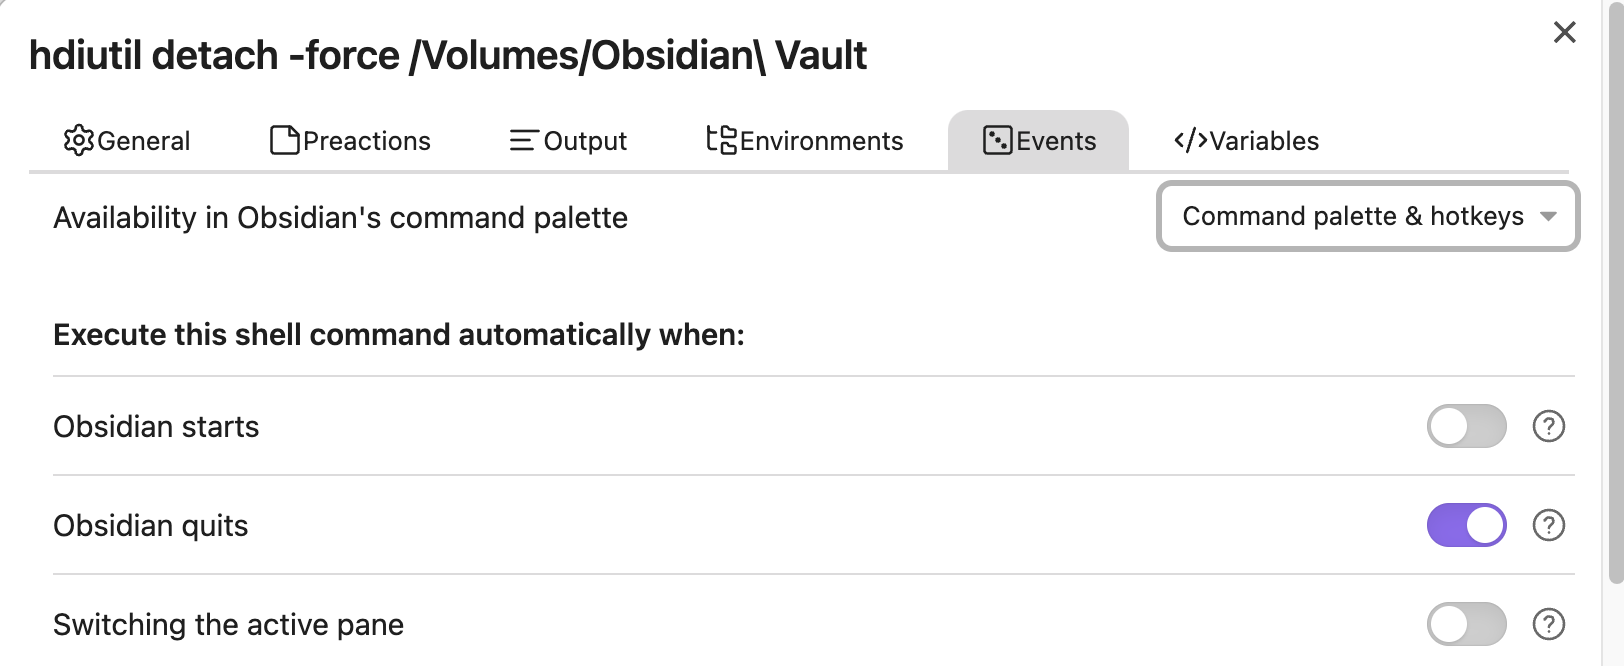 hdiutil detach -force /Volumes/Obsidian\ Vault
General Preactions Output Environments Events </>Variables
Availability in Obsidian's command palette Command palette & hotkeys
Execute this shell command automatically when:
Obsidian starts
Obsidian quits
Switching the active pane